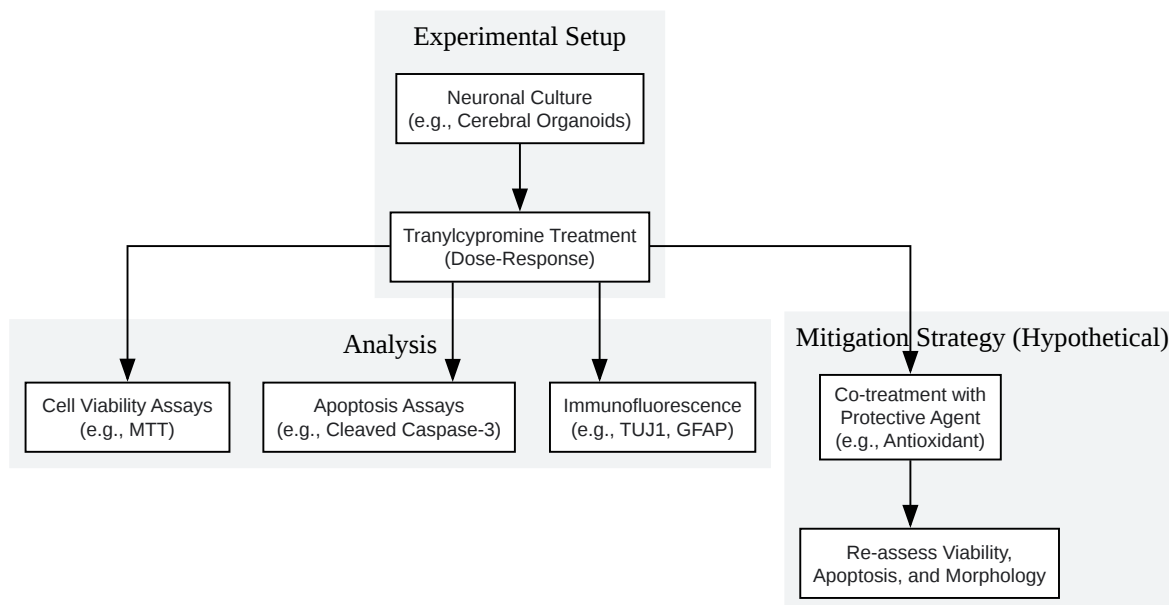 Experimental Setup
Neuronal Culture
(e.g., Cerebral Organoids)
Tranylcypromine Treatment
(Dose-Response)
Analysis
Cell Viability Assays
(e.g., MTT)
Apoptosis Assays
(e.g., Cleaved Caspase-3)
Immunofluorescence
(e.g., TUJ1, GFAP)
Mitigation Strategy (Hypothetical)
Co-treatment with
Protective Agent
(e.g., Antioxidant)
Re-assess Viability,
Apoptosis, and Morphology